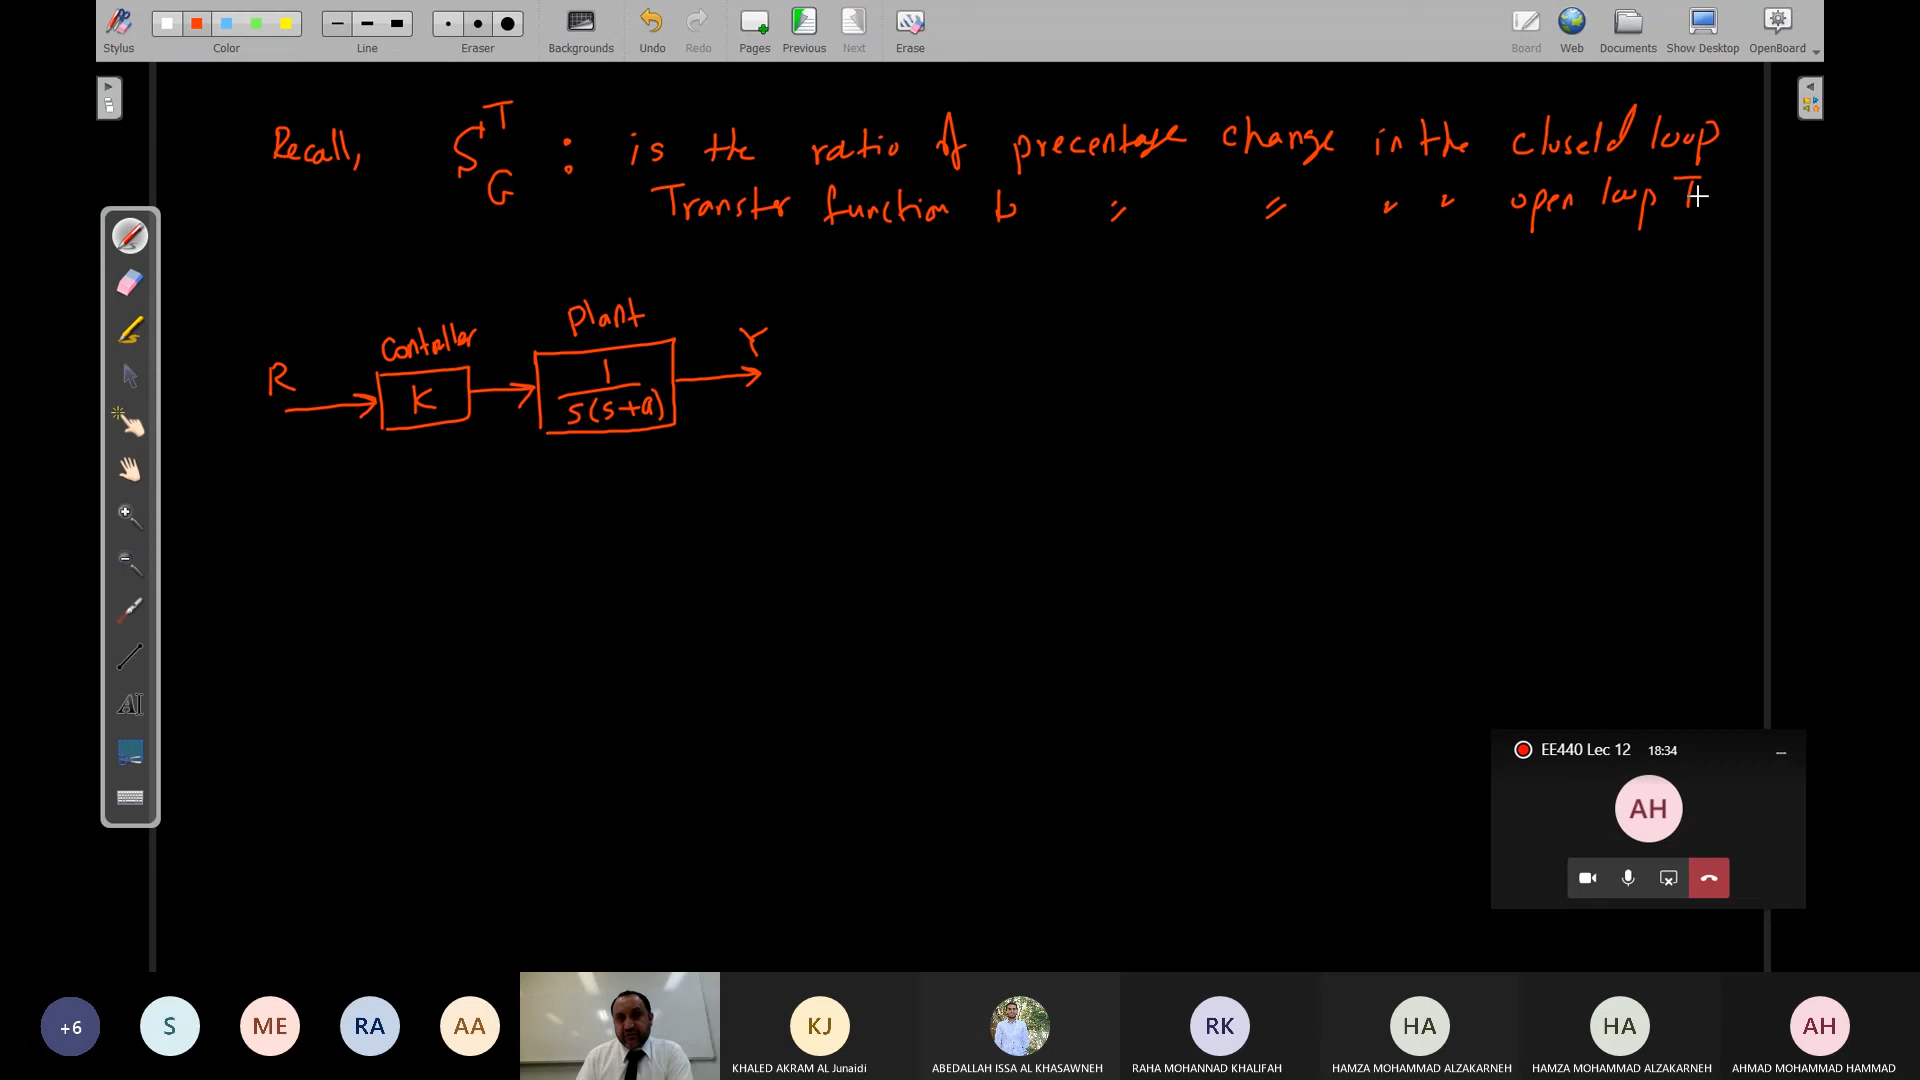 Stylus Color Line Eraser Backgrounds Undo Redo Pages Previous Next Erase Board Web Documents Show Desktop OpenBoard
Recall, S T G : is the ratio of precentage change in the closeld loop
Transfer function to 〃 〃 〃 〃 open loop T
Controller
Plant
R
K
1
s(s+a)
Y
EE440 Lec 12 18:34
AH
+6
S
ME
RA
AA
KJ
RK
HA
HA
AH
KHALED AKRAM AL Junaidi
ABEDALLAH ISSA AL KHASAWNEH
RAHA MOHANNAD KHALIFAH
HAMZA MOHAMMAD ALZAKARNEH
HAMZA MOHAMMAD ALZAKARNEH
AHMAD MOHAMMAD HAMMAD